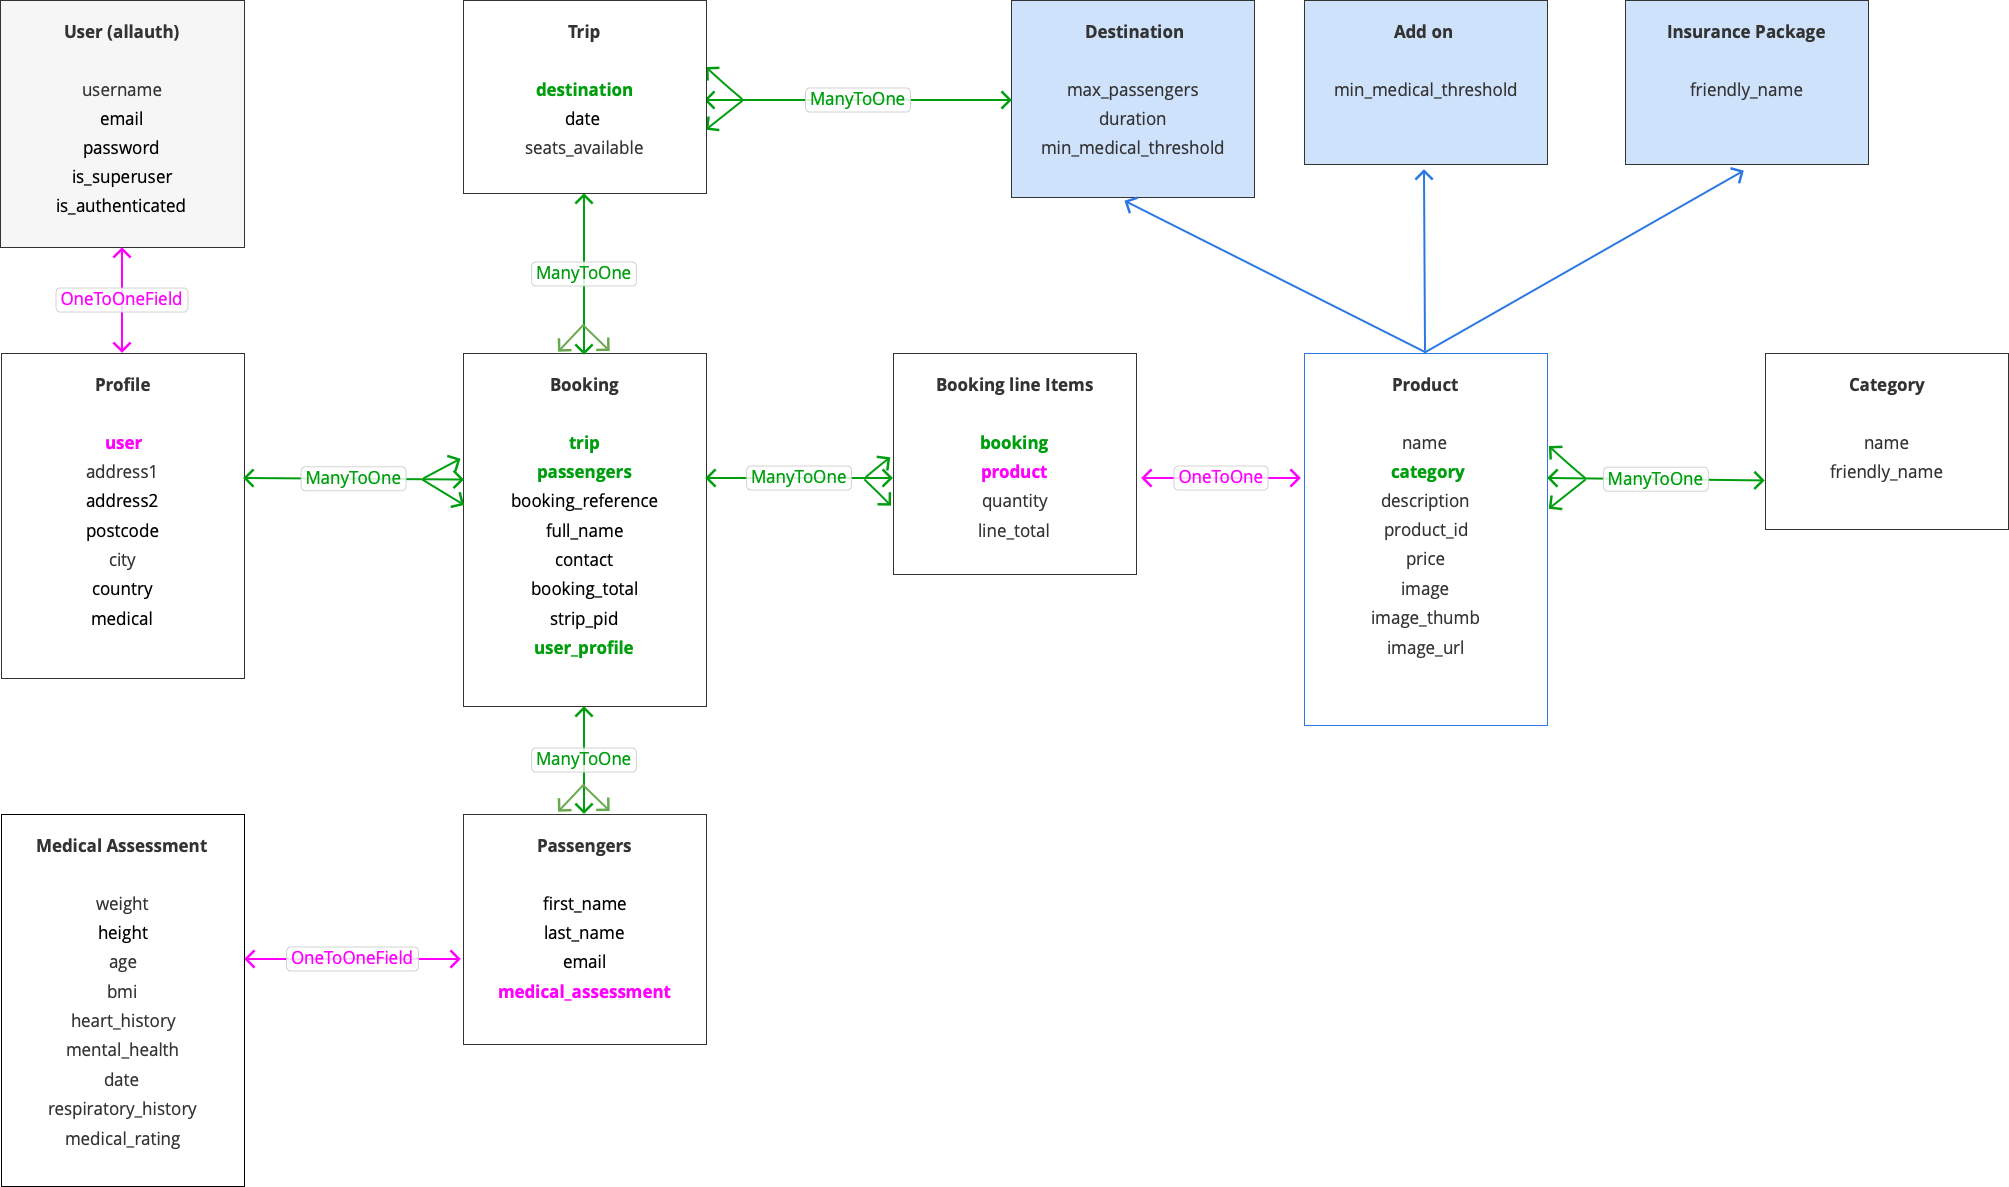 User (allauth)
username
email
password
is_superuser
is_authenticated
Trip
destination
date
seats_available
ManyToOne
Destination
max_passengers
duration
min_medical_threshold
Add on
min_medical_threshold
Insurance Package
friendly_name
OneToOneField
ManyToOne
Profile
user
address1
address2
postcode
city
country
medical
ManyToOne
Booking
trip
passengers
booking_reference
full_name
contact
booking_total
strip_pid
user_profile
ManyToOne
Booking line Items
booking
product
quantity
line_total
OneToOne
Product
name
category
description
product_id
price
image
image_thumb
image_url
ManyToOne
Category
name
friendly_name
ManyToOne
Medical Assessment
weight
height
age
bmi
heart_history
mental_health
date
respiratory_history
medical_rating
OneToOneField
Passengers
first_name
last_name
email
medical_assessment